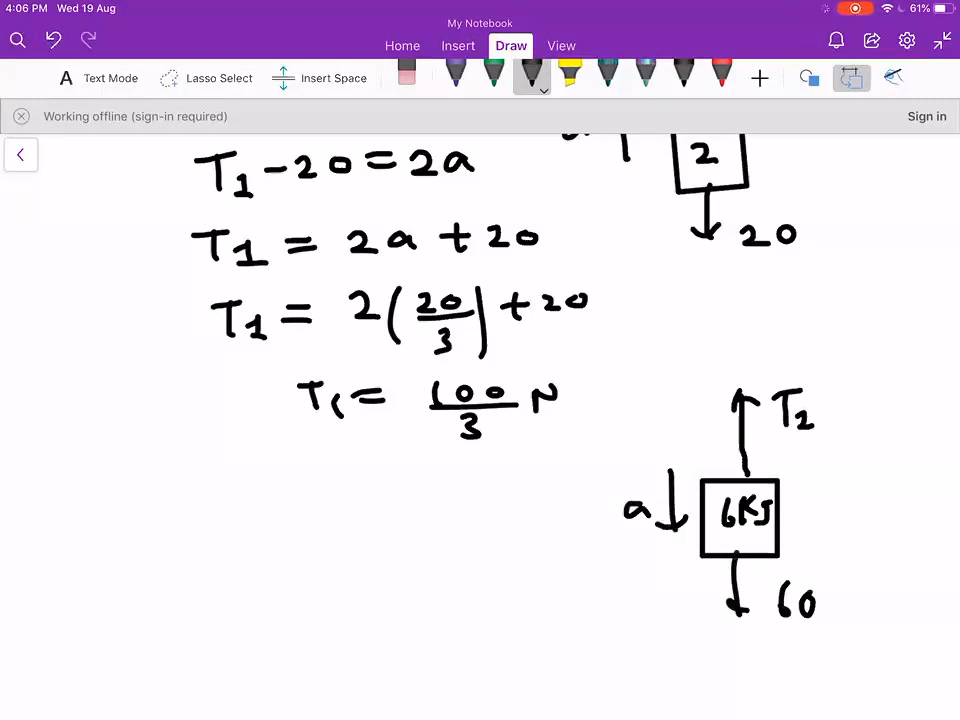 4:06 PM Wed 19 Aug
61%
My Notebook
Home Insert Draw View
Text Mode Lasso Select Insert Space
Working offline (sign-in required)
Sign in
T1 - 20 = 2a
2
T1 = 2a + 20
20
T1 = 2(20/3) + 20
T1 = 100/3 N
T2
a
6KJ
60